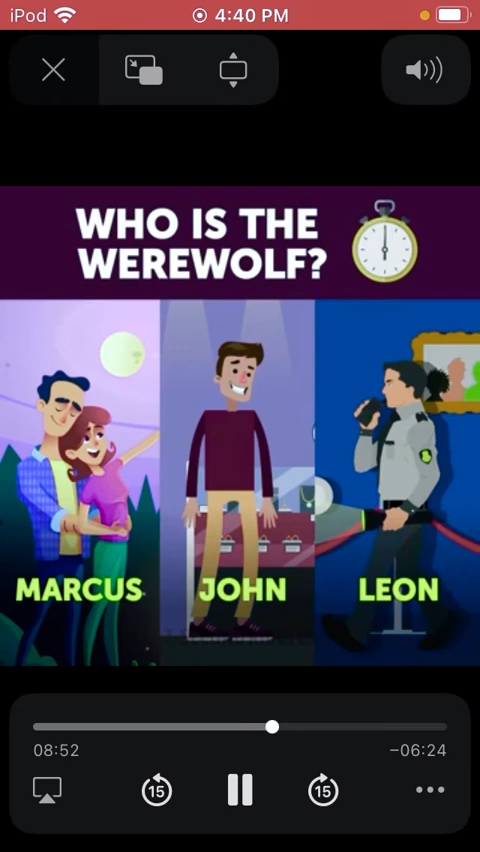 iPod 4:40 PM
WHO IS THE
WEREWOLF?
MARCUS JOHN LEON
08:52 −06:24
15 15